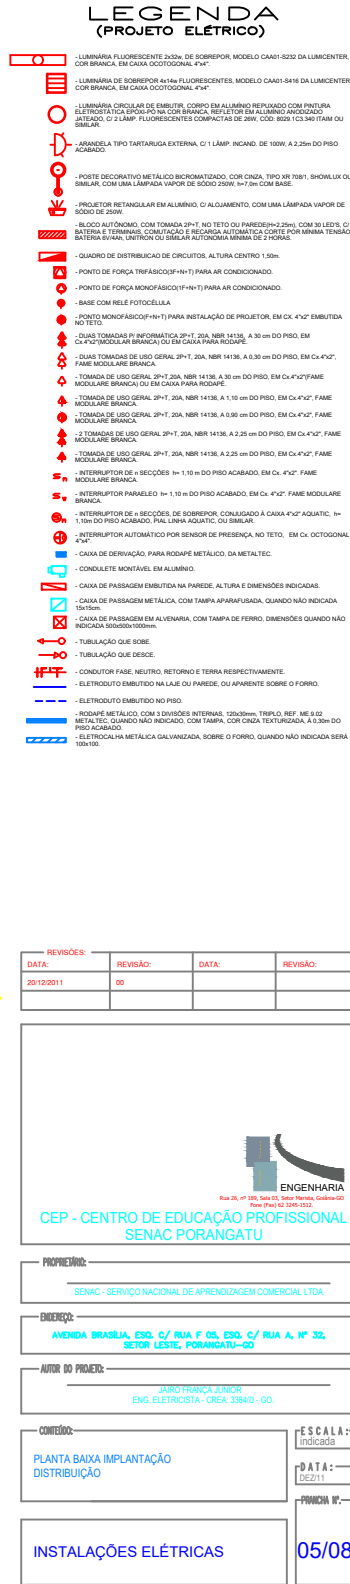 LEGENDA
(PROJETO ELÉTRICO)
- LUMINÁRIA FLUORESCENTE 2x32w, DE SOBREPOR, MODELO CAA01-S232 DA LUMICENTER,
COR BRANCA, EM CAIXA OCOTOGONAL 4"x4".
- LUMINÁRIA DE SOBREPOR 4x14w FLUORESCENTES, MODELO CAA01-S416 DA LUMICENTER
COR BRANCA, EM CAIXA OCOTOGONAL 4"x4".
- LUMINÁRIA CIRCULAR DE EMBUTIR, CORPO EM ALUMÍNIO REPUXADO COM PINTURA
ELETROSTÁTICA EPÓXI-PÓ NA COR BRANCA, REFLETOR EM ALUMÍNIO ANODIZADO
JATEADO, C/ 2 LÂMP. FLUORESCENTES COMPACTAS DE 26W, CÓD: 8029.1C3.340 ITAIM OU
SIMILAR.
- ARANDELA TIPO TARTARUGA EXTERNA, C/ 1 LÂMP. INCAND. DE 100W, A 2,25m DO PISO
ACABADO.
- POSTE DECORATIVO METÁLICO BICROMATIZADO, COR CINZA, TIPO XR 708/1, SHOWLUX OU
SIMILAR, COM UMA LÂMPADA VAPOR DE SÓDIO 250W, h=7,0m COM BASE.
- PROJETOR RETANGULAR EM ALUMÍNIO, C/ ALOJAMENTO, COM UMA LÂMPADA VAPOR DE
SÓDIO DE 250W.
- BLOCO AUTÔNOMO, COM TOMADA 2P+T, NO TETO OU PAREDE(H=2,25m), COM 30 LED'S, C/
BATERIA E TERMINAIS, COMUTAÇÃO E RECARGA AUTOMÁTICA CORTE POR MÍNIMA TENSÃO
BATERIA 6V/4Ah, UNITRON OU SIMILAR AUTONOMIA MÍNIMA DE 2 HORAS.
- QUADRO DE DISTRIBUICAO DE CIRCUITOS, ALTURA CENTRO 1,50m.
- PONTO DE FORÇA TRIFÁSICO(3F+N+T) PARA AR CONDICIONADO.
- PONTO DE FORÇA MONOFÁSICO(1F+N+T) PARA AR CONDICIONADO.
- BASE COM RELÉ FOTOCÉLULA
- PONTO MONOFÁSICO(F+N+T) PARA INSTALAÇÃO DE PROJETOR, EM CX. 4"x2" EMBUTIDA
NO TETO.
- DUAS TOMADAS P/ INFORMÁTICA 2P+T, 20A, NBR 14136, A 30 cm DO PISO, EM
Cx.4"x2"(MODULAR BRANCA) OU EM CAIXA PARA RODAPÉ.
- DUAS TOMADAS DE USO GERAL 2P+T, 20A, NBR 14136, A 0,30 cm DO PISO, EM Cx.4"x2",
FAME MODULARE BRANCA.
- TOMADA DE USO GERAL 2P+T,20A, NBR 14136, A 30 cm DO PISO, EM Cx.4"x2"(FAME
MODULARE BRANCA) OU EM CAIXA PARA RODAPÉ.
- TOMADA DE USO GERAL 2P+T, 20A, NBR 14136, A 1,10 cm DO PISO, EM Cx.4"x2", FAME
MODULARE BRANCA.
- TOMADA DE USO GERAL 2P+T, 20A, NBR 14136, A 0,90 cm DO PISO, EM Cx.4"x2", FAME
MODULARE BRANCA.
- 2 TOMADAS DE USO GERAL 2P+T, 20A, NBR 14136, A 2,25 cm DO PISO, EM Cx.4"x2", FAME
MODULARE BRANCA.
- TOMADA DE USO GERAL 2P+T, 20A, NBR 14136, A 2,25 cm DO PISO, EM Cx.4"x2", FAME
MODULARE BRANCA.
S n - INTERRUPTOR DE n SECÇÕES h= 1,10 m DO PISO ACABADO, EM Cx. 4"x2". FAME
MODULARE BRANCA.
- INTERRUPTOR PARAELEO h= 1,10 m DO PISO ACABADO, EM Cx. 4"x2". FAME MODULARE
BRANCA.
- INTERRUPTOR DE n SECÇÕES, DE SOBREPOR, CONJUGADO À CAIXA 4"x2" AQUATIC, h=
1,10m DO PISO ACABADO, PIAL LINHA AQUATIC, OU SIMILAR.
- INTERRUPTOR AUTOMÁTICO POR SENSOR DE PRESENÇA, NO TETO, EM Cx. OCTOGONAL
4"x4".
- CAIXA DE DERIVAÇÃO, PARA RODAPÉ METÁLICO, DA METALTEC.
- CONDULETE MONTÁVEL EM ALUMÍNIO.
- CAIXA DE PASSAGEM EMBUTIDA NA PAREDE, ALTURA E DIMENSÕES INDICADAS.
- CAIXA DE PASSAGEM METÁLICA, COM TAMPA APARAFUSADA, QUANDO NÃO INDICADA
15x15cm.
- CAIXA DE PASSAGEM EM ALVENARIA, COM TAMPA DE FERRO, DIMENSÕES QUANDO NÃO
INDICADA 500x500x1000mm.
- TUBULAÇÃO QUE SOBE.
- TUBULAÇÃO QUE DESCE.
- CONDUTOR FASE, NEUTRO, RETORNO E TERRA RESPECTIVAMENTE.
- ELETRODUTO EMBUTIDO NA LAJE OU PAREDE, OU APARENTE SOBRE O FORRO.
- ELETRODUTO EMBUTIDO NO PISO.
- RODAPÉ METÁLICO, COM 3 DIVISÕES INTERNAS, 120x30mm, TRIPLO, REF. ME.9.02
METALTEC, QUANDO NÃO INDICADO, COM TAMPA, COR CINZA TEXTURIZADA, À 0,30m DO
PISO ACABADO.
- ELETROCALHA METÁLICA GALVANIZADA, SOBRE O FORRO, QUANDO NÃO INDICADA SERÁ
100x100.
REVISÕES:
DATA: REVISÃO: DATA: REVISÃO:
20/12/2011 00
ENGENHARIA
Rua 26, nº 189, Sala 03, Setor Marista, Goiânia-GO
Fone (Fax) 62 3245-1512.
CEP - CENTRO DE EDUCAÇÃO PROFISSIONAL
SENAC PORANGATU
PROPRIETÁRIO:
SENAC - SERVIÇO NACIONAL DE APRENDIZAGEM COMERCIAL LTDA.
ENDEREÇO:
AVENIDA BRASÍLIA, ESQ. C/ RUA F 05, ESQ. C/ RUA A, Nº 32,
SETOR LESTE, PORANGATU-GO
AUTOR DO PROJETO:
JAIRO FRANÇA JUNIOR
ENG. ELETRICISTA - CREA: 3384/D - GO.
CONTEÚDO:
PLANTA BAIXA IMPLANTAÇÃO
DISTRIBUIÇÃO
ESCALA:
indicada
DATA:
DEZ/11
PRANCHA Nº.
INSTALAÇÕES ELÉTRICAS
05/08